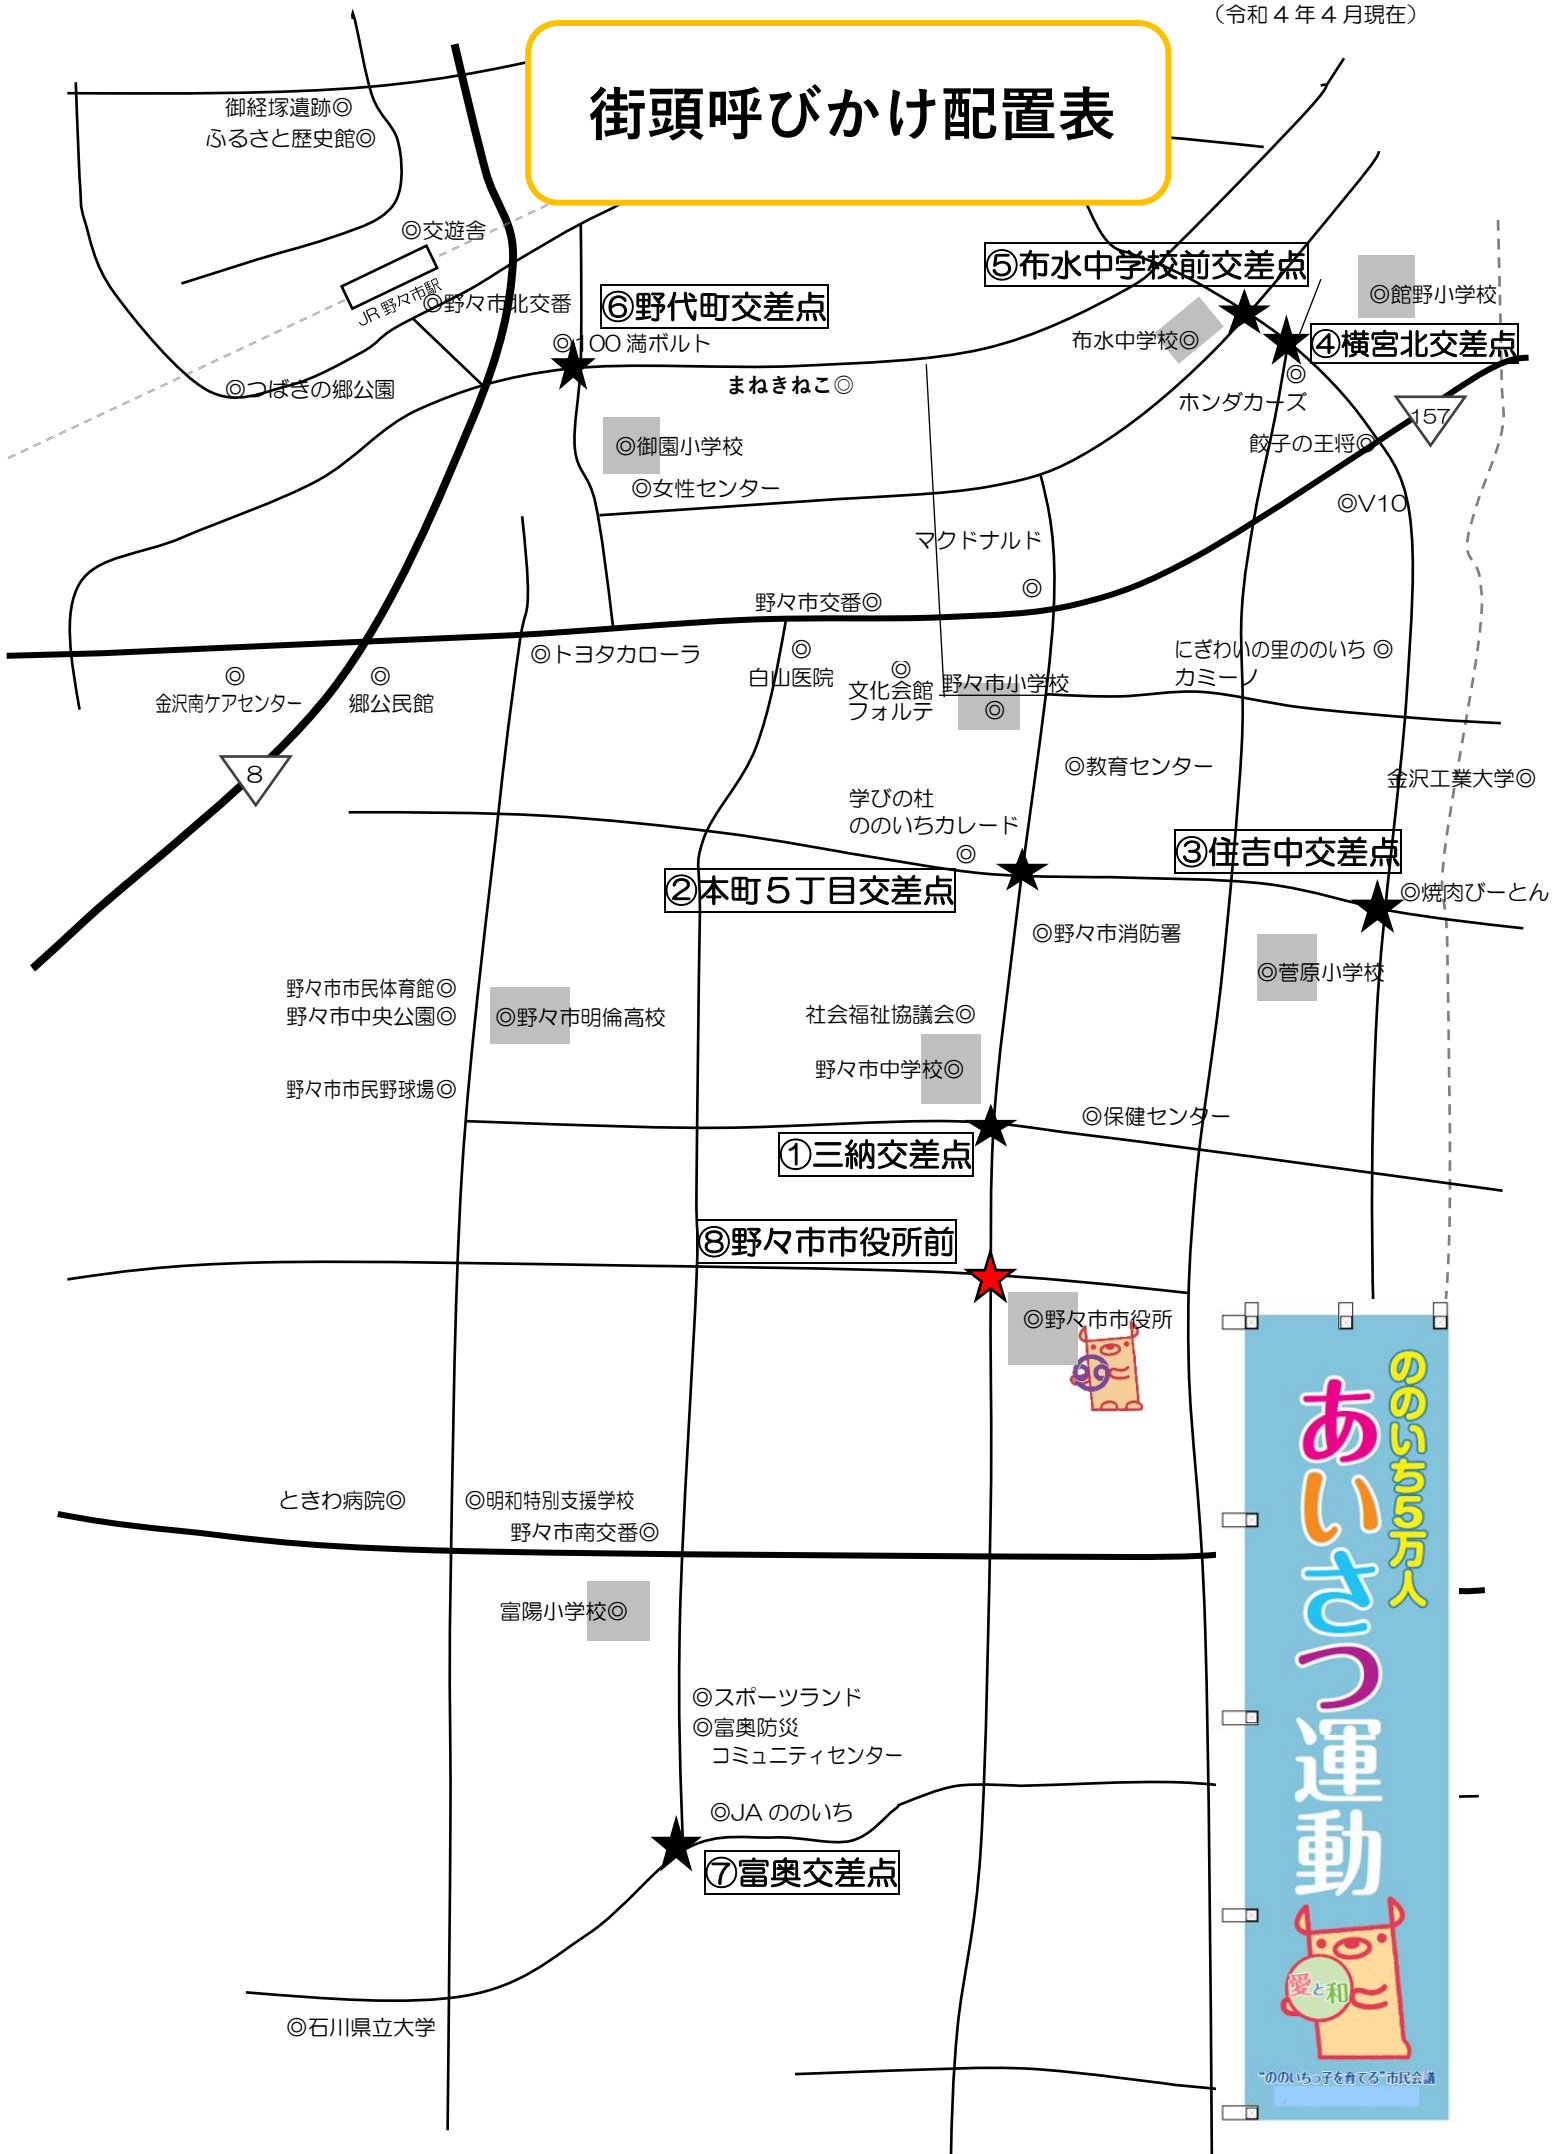 （令和４年４月現在）
街頭呼びかけ配置表
御経塚遺跡◎
ふるさと歴史館◎
◎交遊舎
JR 野々市駅
◎野々市北交番
⑥野代町交差点
◎100 満ボルト
⑤布水中学校前交差点
◎館野小学校
布水中学校◎
④横宮北交差点
◎つばきの郷公園
まねきねこ◎
◎
ホンダカーズ
157
餃子の王将◎
◎御園小学校
◎女性センター
◎V10
マクドナルド
◎
野々市交番◎
◎トヨタカローラ
◎
白山医院
◎
文化会館
フォルテ
野々市小学校
◎
にぎわいの里ののいち ◎
カミーノ
◎
金沢南ケアセンター
◎
郷公民館
8
◎教育センター
金沢工業大学◎
学びの杜
ののいちカレード
◎
③住吉中交差点
②本町５丁目交差点
◎焼肉びーとん
◎野々市消防署
◎菅原小学校
野々市市民体育館◎
野々市中央公園◎
◎野々市明倫高校
社会福祉協議会◎
野々市中学校◎
野々市市民野球場◎
◎保健センター
①三納交差点
⑧野々市市役所前
◎野々市市役所
ときわ病院◎
◎明和特別支援学校
野々市南交番◎
富陽小学校◎
◎スポーツランド
◎富奥防災
コミュニティセンター
◎JA ののいち
⑦富奥交差点
◎石川県立大学
ののいち5万人
あいさつ運動
愛と和
“ののいちっ子を育てる”市民会議